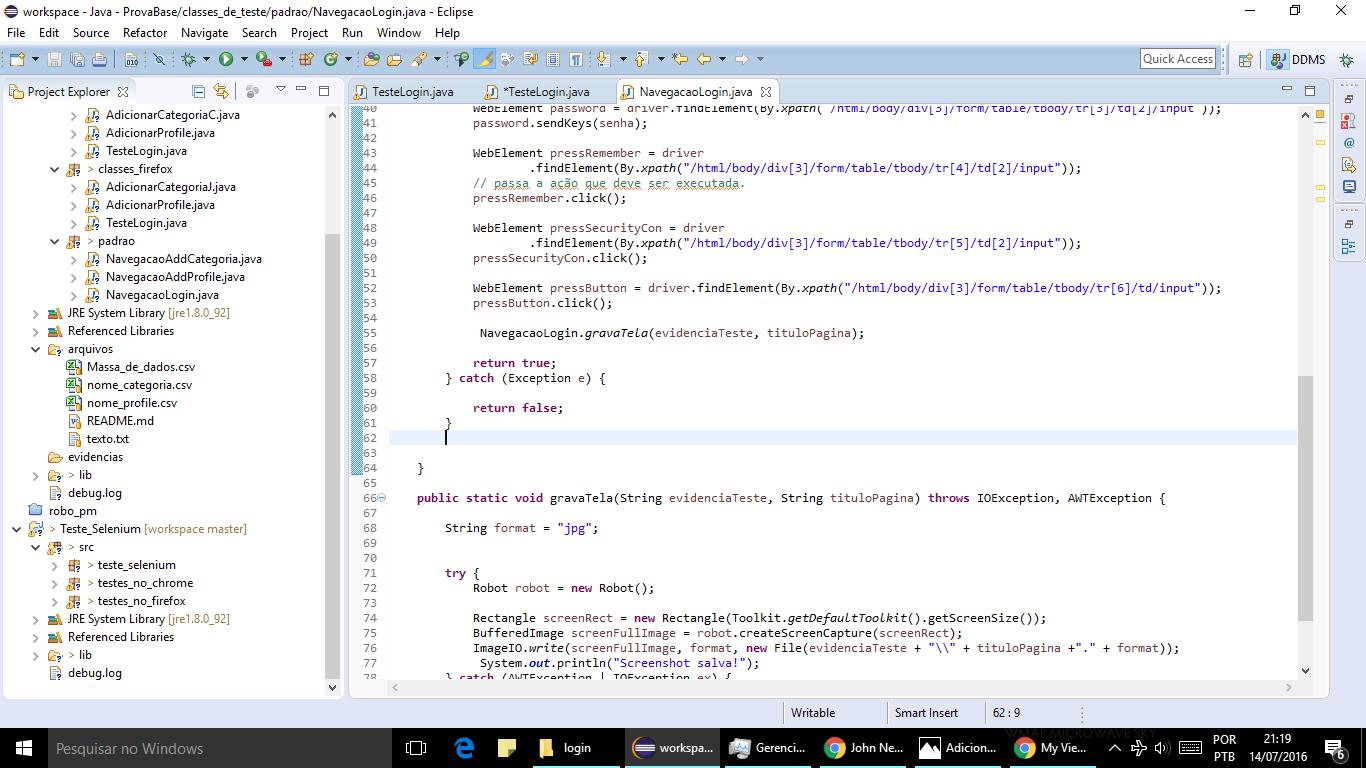 workspace - Java - ProvaBase/classes_de_teste/padrao/NavegacaoLogin.java - Eclipse
File Edit Source Refactor Navigate Search Project Run Window Help
Quick Access
DDMS
Project Explorer
AdicionarCategoriaC.java
AdicionarProfile.java
TesteLogin.java
> classes_firefox
AdicionarCategoriaJ.java
AdicionarProfile.java
TesteLogin.java
> padrao
NavegacaoAddCategoria.java
NavegacaoAddProfile.java
NavegacaoLogin.java
JRE System Library [jre1.8.0_92]
Referenced Libraries
arquivos
Massa_de_dados.csv
nome_categoria.csv
nome_profile.csv
README.md
texto.txt
evidencias
> lib
debug.log
robo_pm
> Teste_Selenium [workspace master]
> src
> teste_selenium
> testes_no_chrome
> testes_no_firefox
JRE System Library [jre1.8.0_92]
Referenced Libraries
> lib
debug.log
TesteLogin.java
*TesteLogin.java
NavegacaoLogin.java
40 WebElement password = driver.findElement(By.xpath("/html/body/div[3]/form/table/tbody/tr[3]/td[2]/input"));
41 password.sendKeys(senha);
42
43 WebElement pressRemember = driver
44 .findElement(By.xpath("/html/body/div[3]/form/table/tbody/tr[4]/td[2]/input"));
45 // passa a acão que deve ser executada.
46 pressRemember.click();
47
48 WebElement pressSecurityCon = driver
49 .findElement(By.xpath("/html/body/div[3]/form/table/tbody/tr[5]/td[2]/input"));
50 pressSecurityCon.click();
51
52 WebElement pressButton = driver.findElement(By.xpath("/html/body/div[3]/form/table/tbody/tr[6]/td/input"));
53 pressButton.click();
54
55 NavegacaoLogin.gravaTela(evidenciaTeste, tituloPagina);
56
57 return true;
58 } catch (Exception e) {
59
60 return false;
61 }
62
63
64 }
65
66 public static void gravaTela(String evidenciaTeste, String tituloPagina) throws IOException, AWTException {
67
68 String format = "jpg";
69
70
71 try {
72 Robot robot = new Robot();
73
74 Rectangle screenRect = new Rectangle(Toolkit.getDefaultToolkit().getScreenSize());
75 BufferedImage screenFullImage = robot.createScreenCapture(screenRect);
76 ImageIO.write(screenFullImage, format, new File(evidenciaTeste + "\\" + tituloPagina +"." + format));
77 System.out.println("Screenshot salva!");
78 } catch (AWTException | IOException ex) {
Writable
Smart Insert
62 : 9
WMAP MICROWAVE SKY
Pesquisar no Windows
login
workspa...
Gerenci...
John Ne...
Adicion...
My Vie...
POR
PTB
21:19
14/07/2016
6